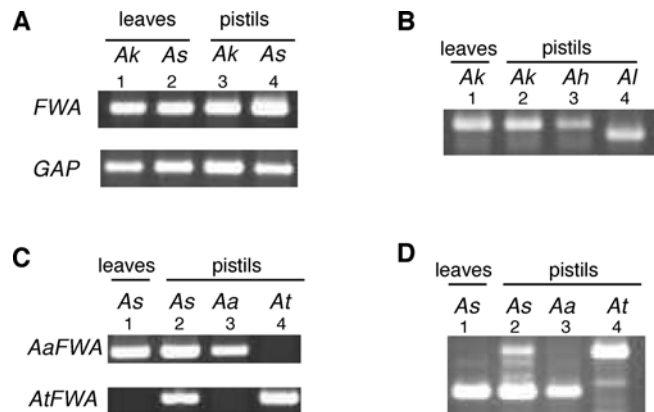 A
leaves pistils
Ak As Ak As
1 2 3 4
FWA
GAP
B
leaves pistils
Ak Ak Ah Al
1 2 3 4
C
leaves pistils
As As Aa At
1 2 3 4
AaFWA
AtFWA
D
leaves pistils
As As Aa At
1 2 3 4